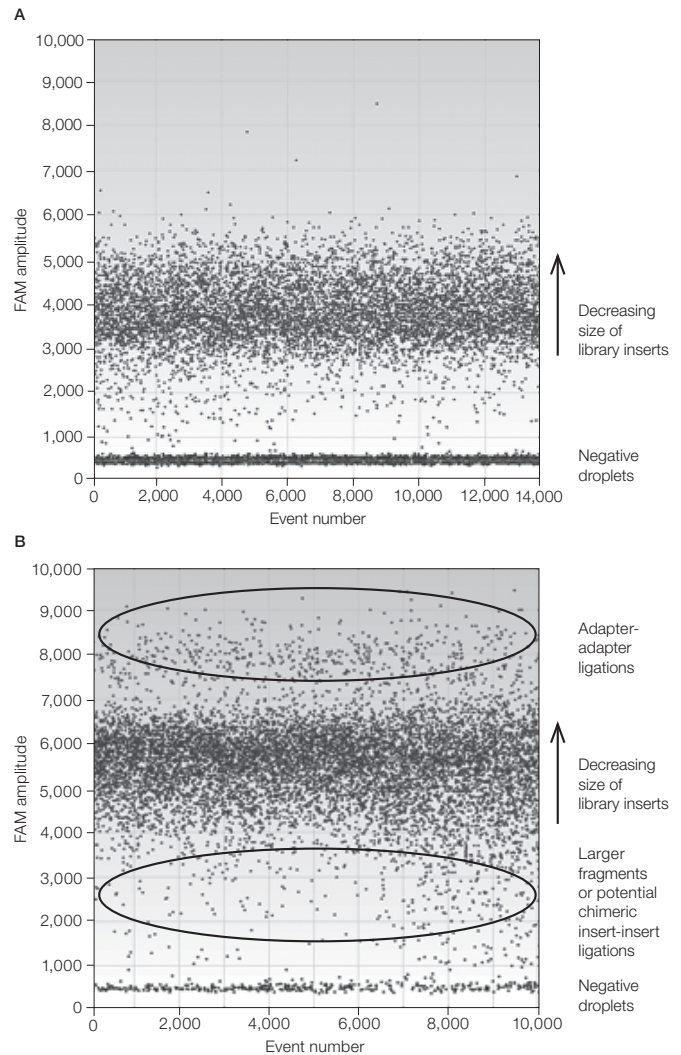 A
10,000
9,000
8,000
7,000
6,000
5,000
4,000
3,000
2,000
1,000
0
FAM amplitude
0 2,000 4,000 6,000 8,000 10,000 12,000 14,000
Event number
Decreasing
size of
library inserts
Negative
droplets
B
10,000
9,000
8,000
7,000
6,000
5,000
4,000
3,000
2,000
1,000
0
FAM amplitude
0 2,000 4,000 6,000 8,000 10,000
Event number
Adapter-
adapter
ligations
Decreasing
size of
library inserts
Larger
fragments
or potential
chimeric
insert-insert
ligations
Negative
droplets